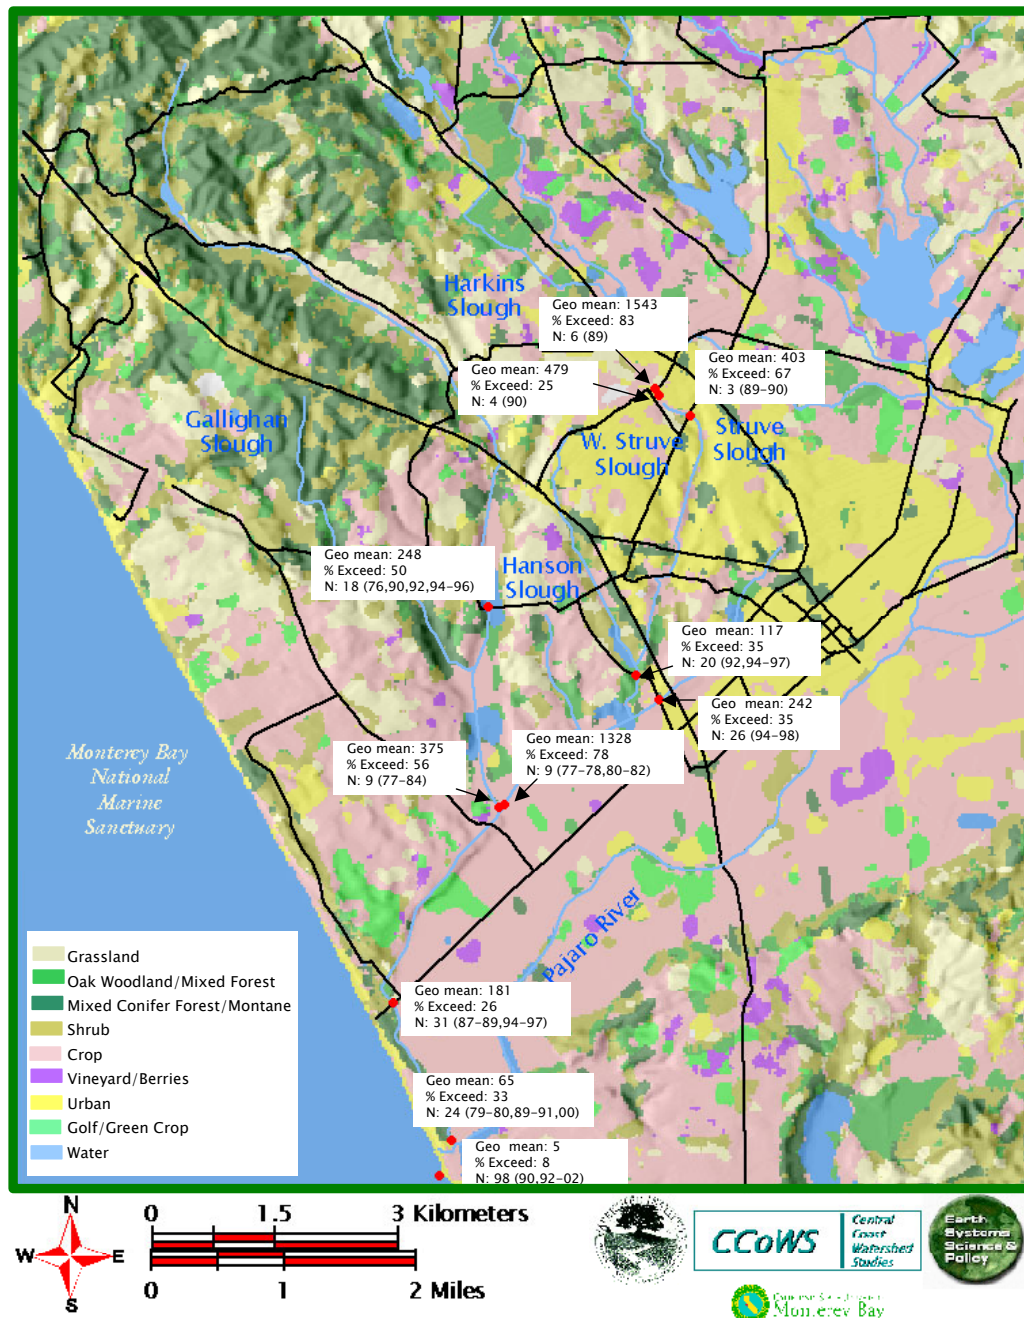 Harkins
Slough
Geo mean: 1543
% Exceed: 83
N: 6 (89)
Geo mean: 479
% Exceed: 25
N: 4 (90)
Geo mean: 403
% Exceed: 67
N: 3 (89-90)
Gallighan
Slough
W. Struve
Slough
Struve
Slough
Geo mean: 248
% Exceed: 50
N: 18 (76,90,92,94-96)
Hanson
Slough
Geo mean: 117
% Exceed: 35
N: 20 (92,94-97)
Geo mean: 242
% Exceed: 35
N: 26 (94-98)
Geo mean: 375
% Exceed: 56
N: 9 (77-84)
Geo mean: 1328
% Exceed: 78
N: 9 (77-78,80-82)
Monterey Bay
National
Marine
Sanctuary
Pajaro River
Geo mean: 181
% Exceed: 26
N: 31 (87-89,94-97)
Geo mean: 65
% Exceed: 33
N: 24 (79-80,89-91,00)
Geo mean: 5
% Exceed: 8
N: 98 (90,92-02)
Grassland
Oak Woodland/Mixed Forest
Mixed Conifer Forest/Montane
Shrub
Crop
Vineyard/Berries
Urban
Golf/Green Crop
Water
N
W E
S
0 1.5 3 Kilometers
0 1 2 Miles
CCoWS
Central
Coast
Watershed
Studies
Earth
Systems
Science &
Policy
Monterey Bay